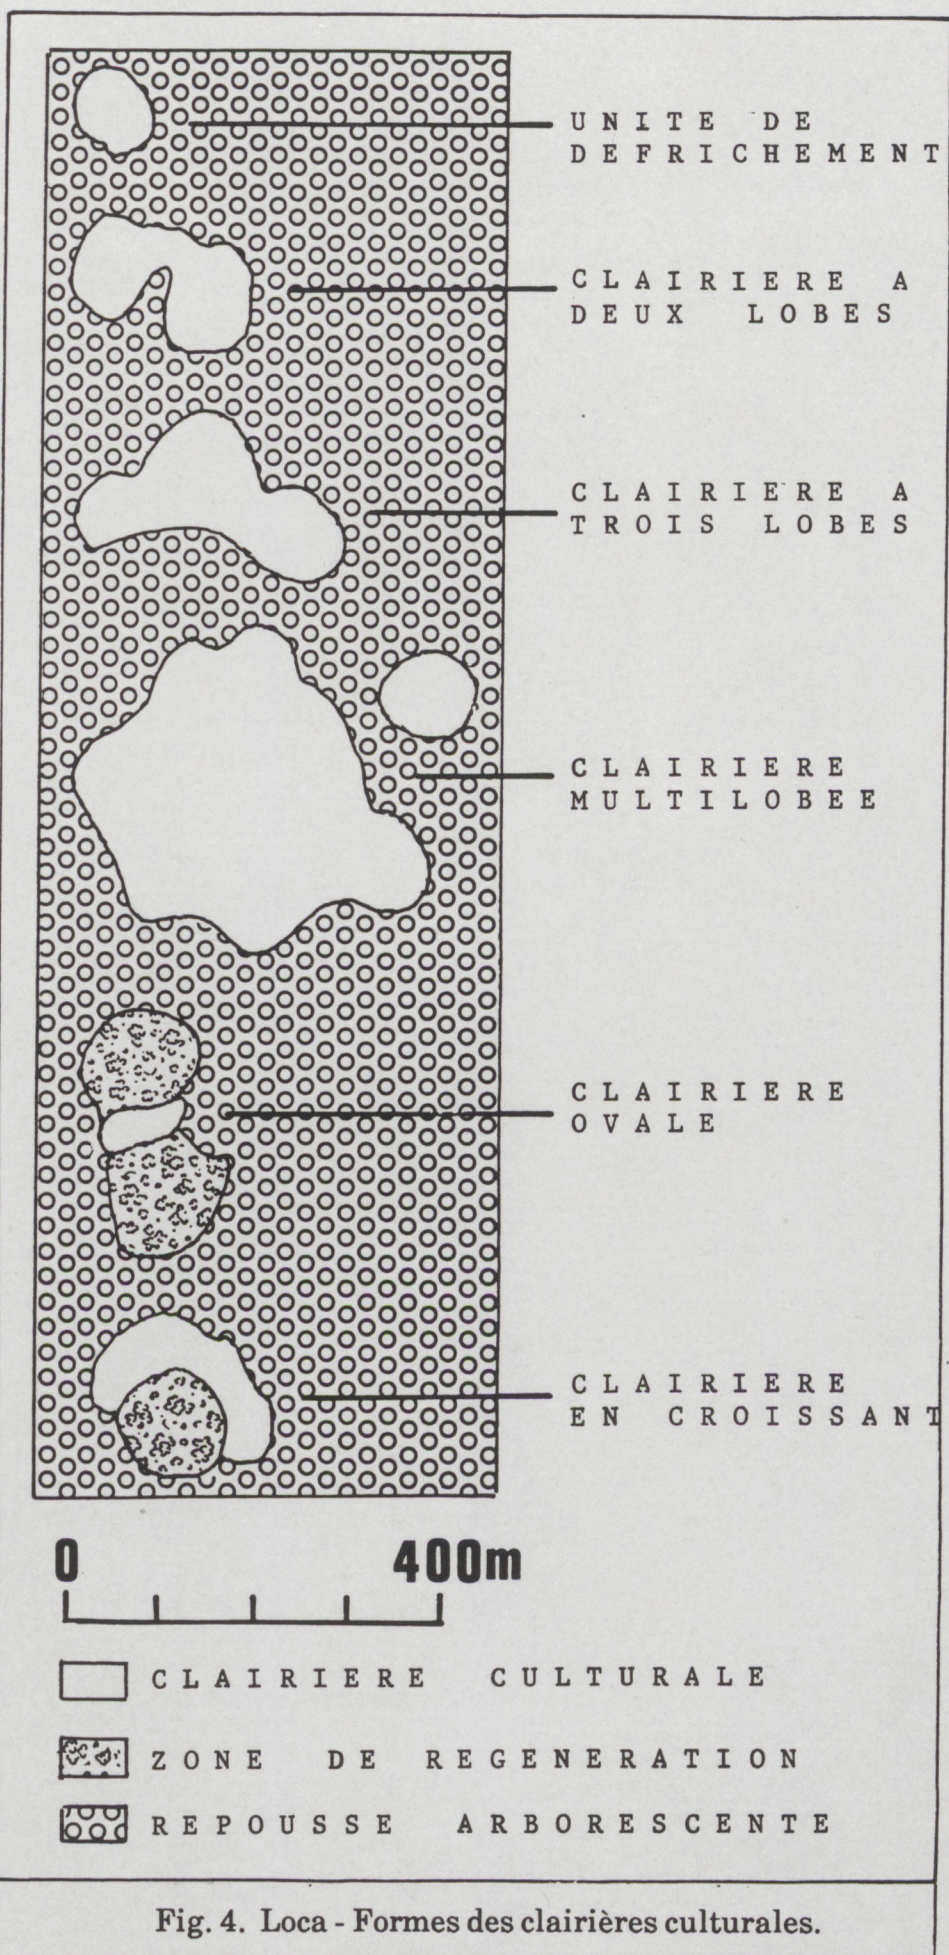 UNITE DE
DEFRICHEMENT
CLAIRIERE A
DEUX LOBES
CLAIRIERE A
TROIS LOBES
CLAIRIERE
MULTILOBEE
CLAIRIERE
OVALE
CLAIRIERE
EN CROISSANT
0 400m
CLAIRIERE CULTURALE
ZONE DE REGENERATION
REPOUSSE ARBORESCENTE
Fig. 4. Loca - Formes des clairières culturales.